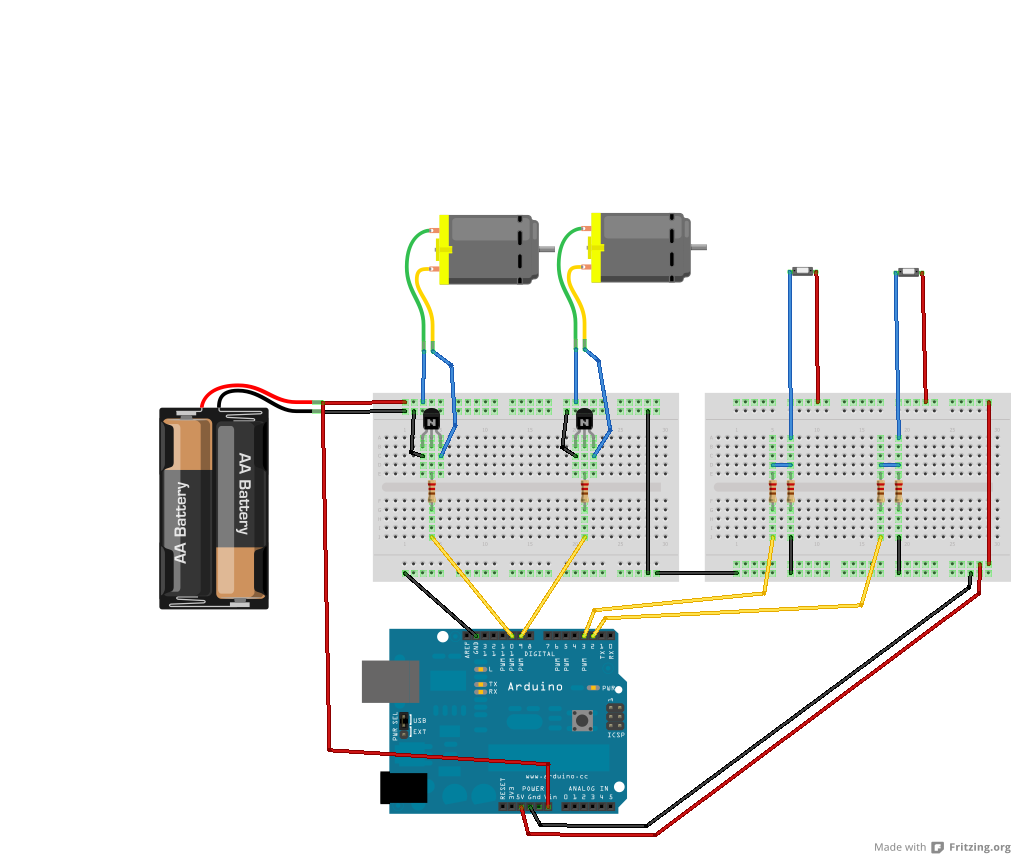 AA Battery
AA Battery
N
N
AREF
GND
13
12
11
10
9
8
7
6
5
4
3
2
1
0
PWM
PWM
PWM
PWM
PWM
PWM
TX
RX
DIGITAL
L
TX
RX
Arduino
PWR
USB
EXT
PWR SEL
ICSP
www.arduino.cc
POWER
ANALOG IN
RESET
3V3
5V Gnd Vin 0 1 2 3 4 5
Made with Fritzing.org